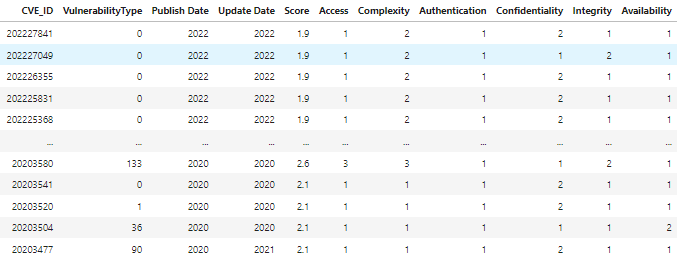 CVE_ID VulnerabilityType Publish Date Update Date Score Access Complexity Authentication Confidentiality Integrity Availability
202227841 0 2022 2022 1.9 1 2 1 2 1 1
202227049 0 2022 2022 1.9 1 2 1 1 2 1
202226355 0 2022 2022 1.9 1 2 1 2 1 1
202225831 0 2022 2022 1.9 1 2 1 2 1 1
202225368 0 2022 2022 1.9 1 2 1 2 1 1
... ... ... ... ... ... ... ... ... ... ...
20203580 133 2020 2020 2.6 3 3 1 1 2 1
20203541 0 2020 2020 2.1 1 1 1 2 1 1
20203520 1 2020 2020 2.1 1 1 1 2 1 1
20203504 36 2020 2020 2.1 1 1 1 1 1 2
20203477 90 2020 2021 2.1 1 1 1 2 1 1